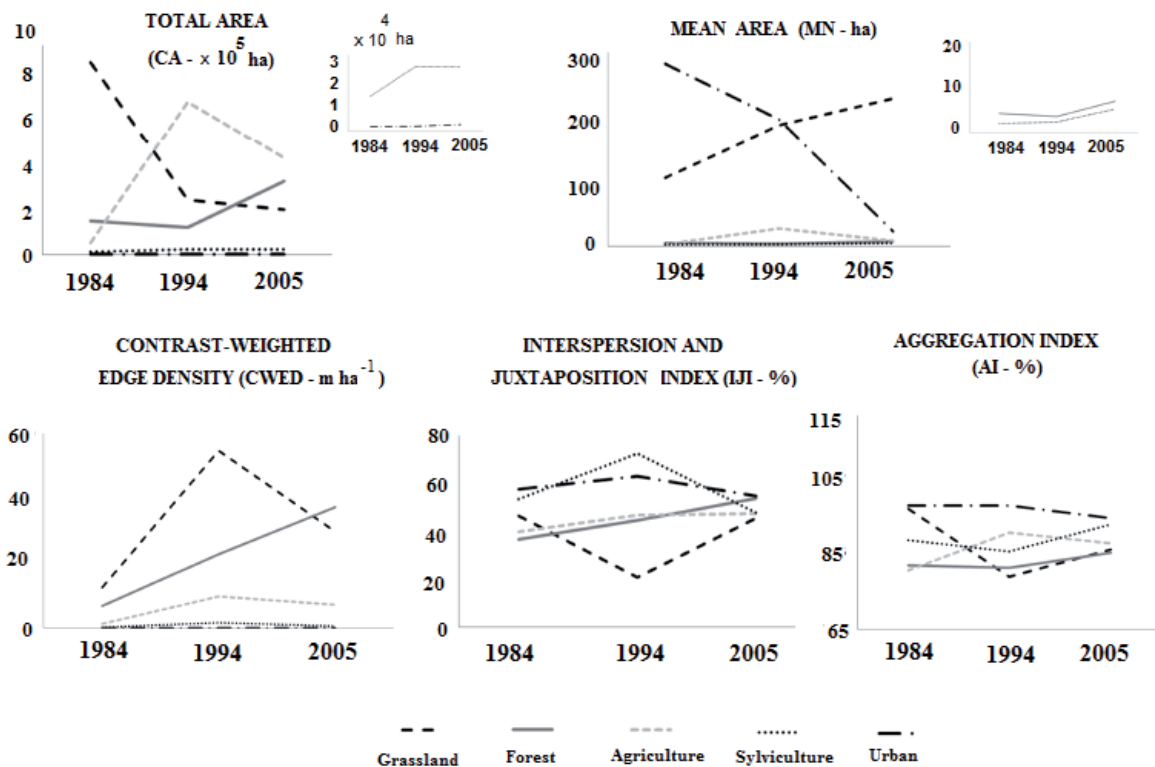 TOTAL AREA
(CA - × 10⁵ ha)
10
8
6
4
2
0
1984 1994 2005
4
× 10 ha
3
2
1
0
1984 1994 2005
MEAN AREA (MN - ha)
300
200
100
0
1984 1994 2005
20
10
0
1984 1994 2005
CONTRAST-WEIGHTED
EDGE DENSITY (CWED - m ha⁻¹)
60
40
20
0
1984 1994 2005
INTERSPERSION AND
JUXTAPOSITION INDEX (IJI - %)
80
60
40
20
0
1984 1994 2005
AGGREGATION INDEX
(AI - %)
115
105
85
65
1984 1994 2005
Grassland Forest Agriculture Sylviculture Urban